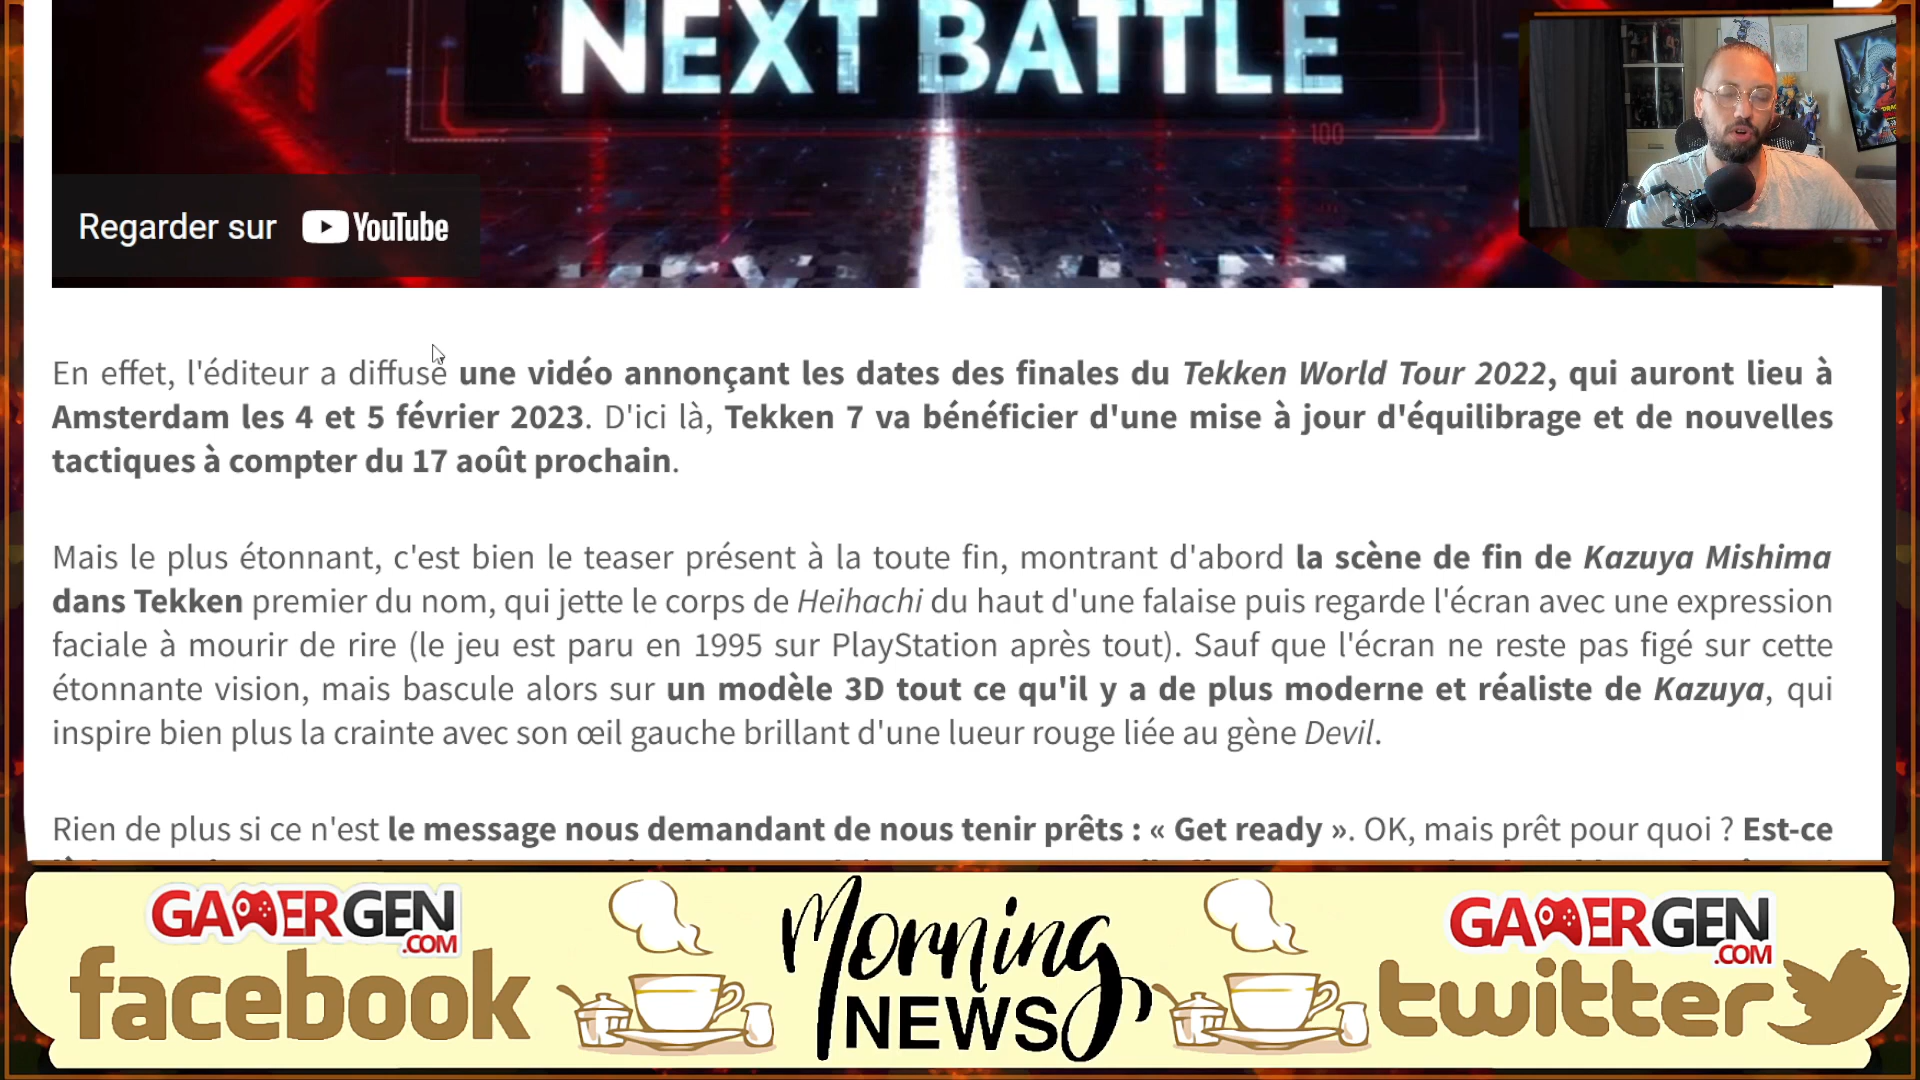 NEXT BATTLE
100
Regarder sur YouTube
En effet, l'éditeur a diffusé une vidéo annonçant les dates des finales du Tekken World Tour 2022, qui auront lieu à
Amsterdam les 4 et 5 février 2023. D'ici là, Tekken 7 va bénéficier d'une mise à jour d'équilibrage et de nouvelles
tactiques à compter du 17 août prochain.
Mais le plus étonnant, c'est bien le teaser présent à la toute fin, montrant d'abord la scène de fin de Kazuya Mishima
dans Tekken premier du nom, qui jette le corps de Heihachi du haut d'une falaise puis regarde l'écran avec une expression
faciale à mourir de rire (le jeu est paru en 1995 sur PlayStation après tout). Sauf que l'écran ne reste pas figé sur cette
étonnante vision, mais bascule alors sur un modèle 3D tout ce qu'il y a de plus moderne et réaliste de Kazuya, qui
inspire bien plus la crainte avec son œil gauche brillant d'une lueur rouge liée au gène Devil.
Rien de plus si ce n'est le message nous demandant de nous tenir prêts : « Get ready ». OK, mais prêt pour quoi ? Est-ce
GAMERGEN
.COM
facebook
Morning
NEWS
GAMERGEN
.COM
twitter